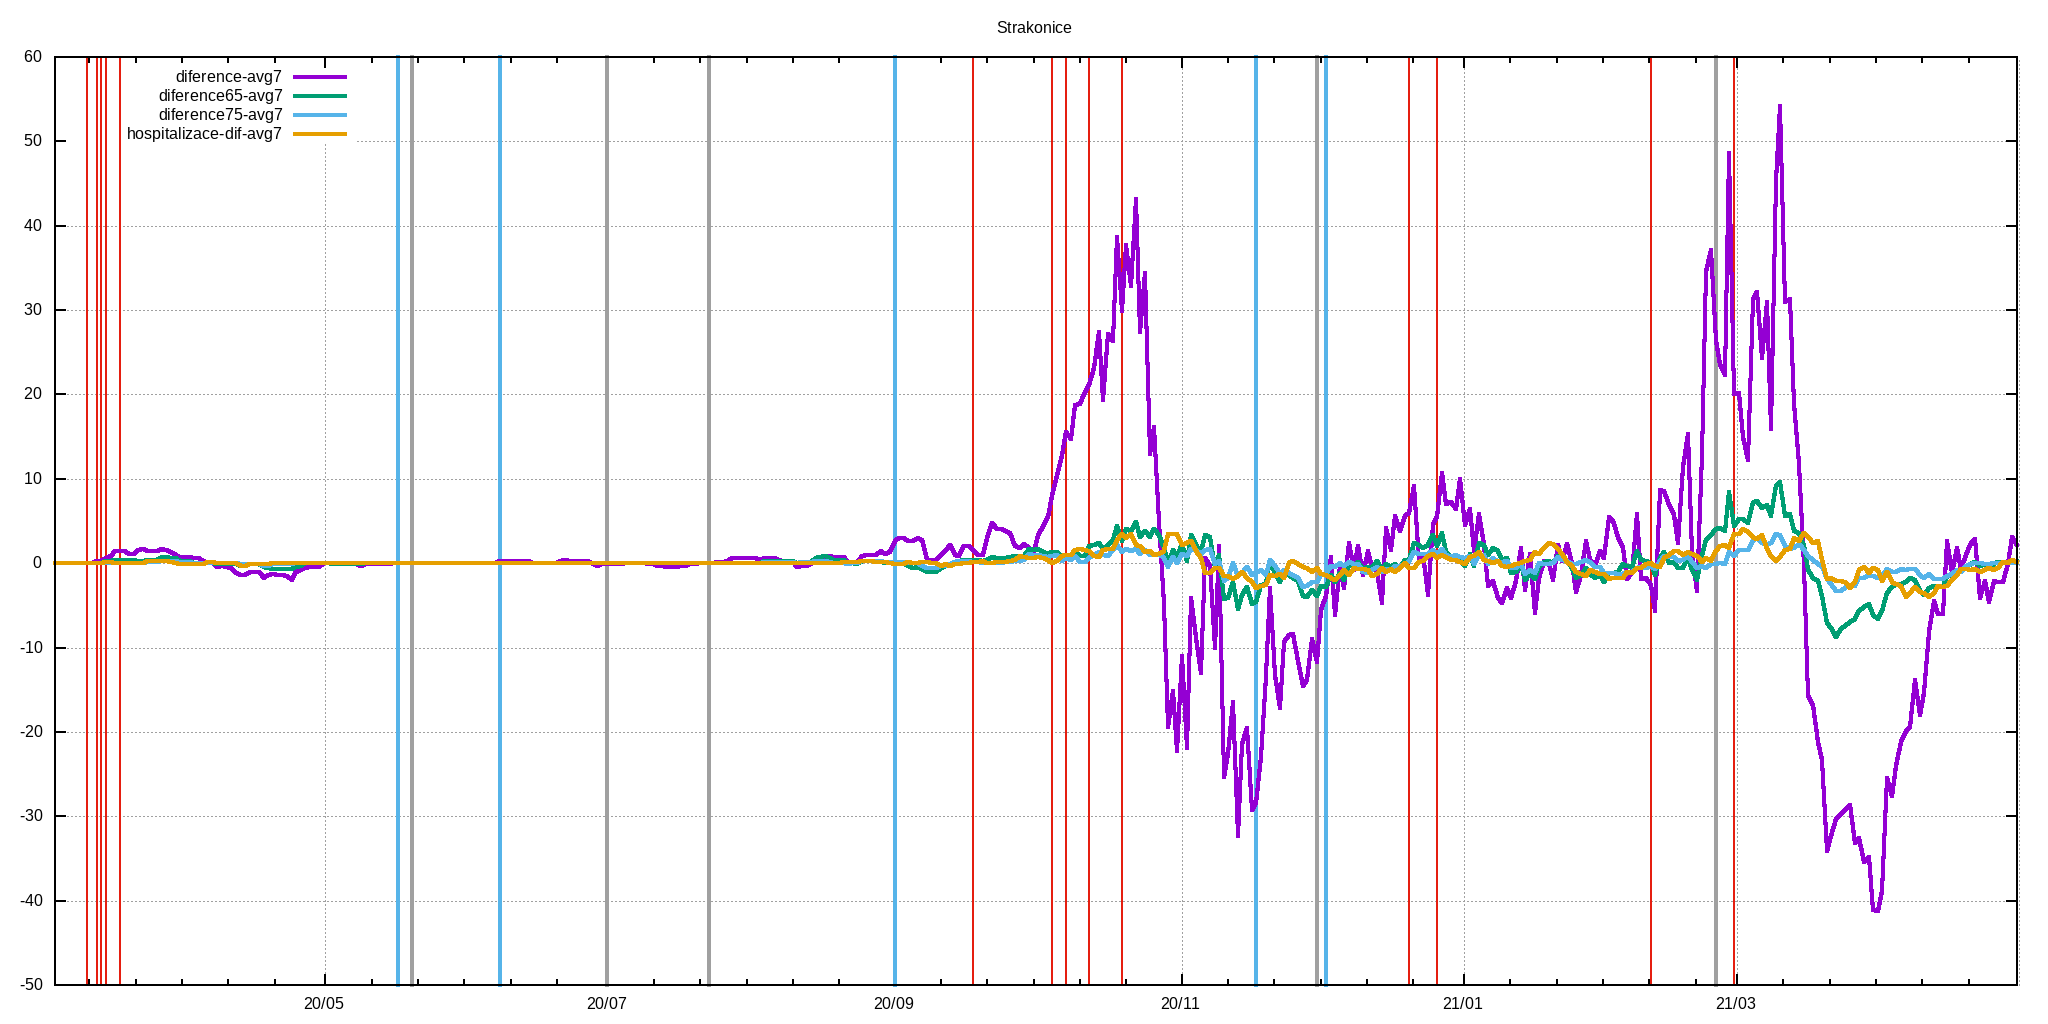 Strakonice
diference-avg7
diference65-avg7
diference75-avg7
hospitalizace-dif-avg7
60
50
40
30
20
10
0
-10
-20
-30
-40
-50
20/05 20/07 20/09 20/11 21/01 21/03